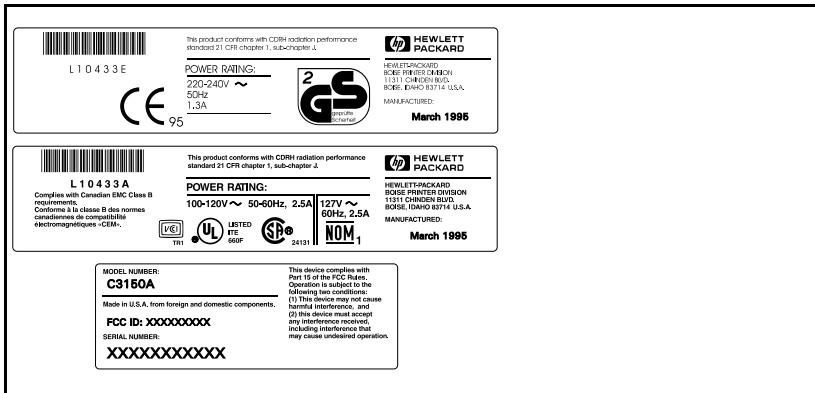 This product conforms with CDRH radiation performance
standard 21 CFR chapter 1, sub-chapter J.
L10433E
POWER RATING:
220-240V ~
50Hz
1.3A
CE 95
2
GS
geprüfte
Sicherheit
hp HEWLETT
PACKARD
HEWLETT-PACKARD
BOISE PRINTER DIVISION
11311 CHINDEN BLVD.
BOISE, IDAHO 83714 U.S.A.
MANUFACTURED:
March 1995
L10433A
Complies with Canadian EMC Class B
requirements.
Conforme à la classe B des normes
canadiennes de compatibilité
électromagnétiques «CEM».
This product conforms with CDRH radiation performance
standard 21 CFR chapter 1, sub-chapter J.
POWER RATING:
100-120V ~ 50-60Hz, 2.5A
127V ~
60Hz, 2.5A
VCI
TR1
UL
LISTED
ITE
660F
SA
24131
NOM 1
hp HEWLETT
PACKARD
HEWLETT-PACKARD
BOISE PRINTER DIVISION
11311 CHINDEN BLVD.
BOISE, IDAHO 83714 U.S.A.
MANUFACTURED:
March 1995
MODEL NUMBER:
C3150A
Made in U.S.A, from foreign and domestic components.
FCC ID: XXXXXXXXX
SERIAL NUMBER:
XXXXXXXXXXX
This device complies with
Part 15 of the FCC Rules.
Operation is subject to the
following two conditions:
(1) This device may not cause
harmful interference, and
(2) this device must accept
any interference received,
including interference that
may cause undesired operation.